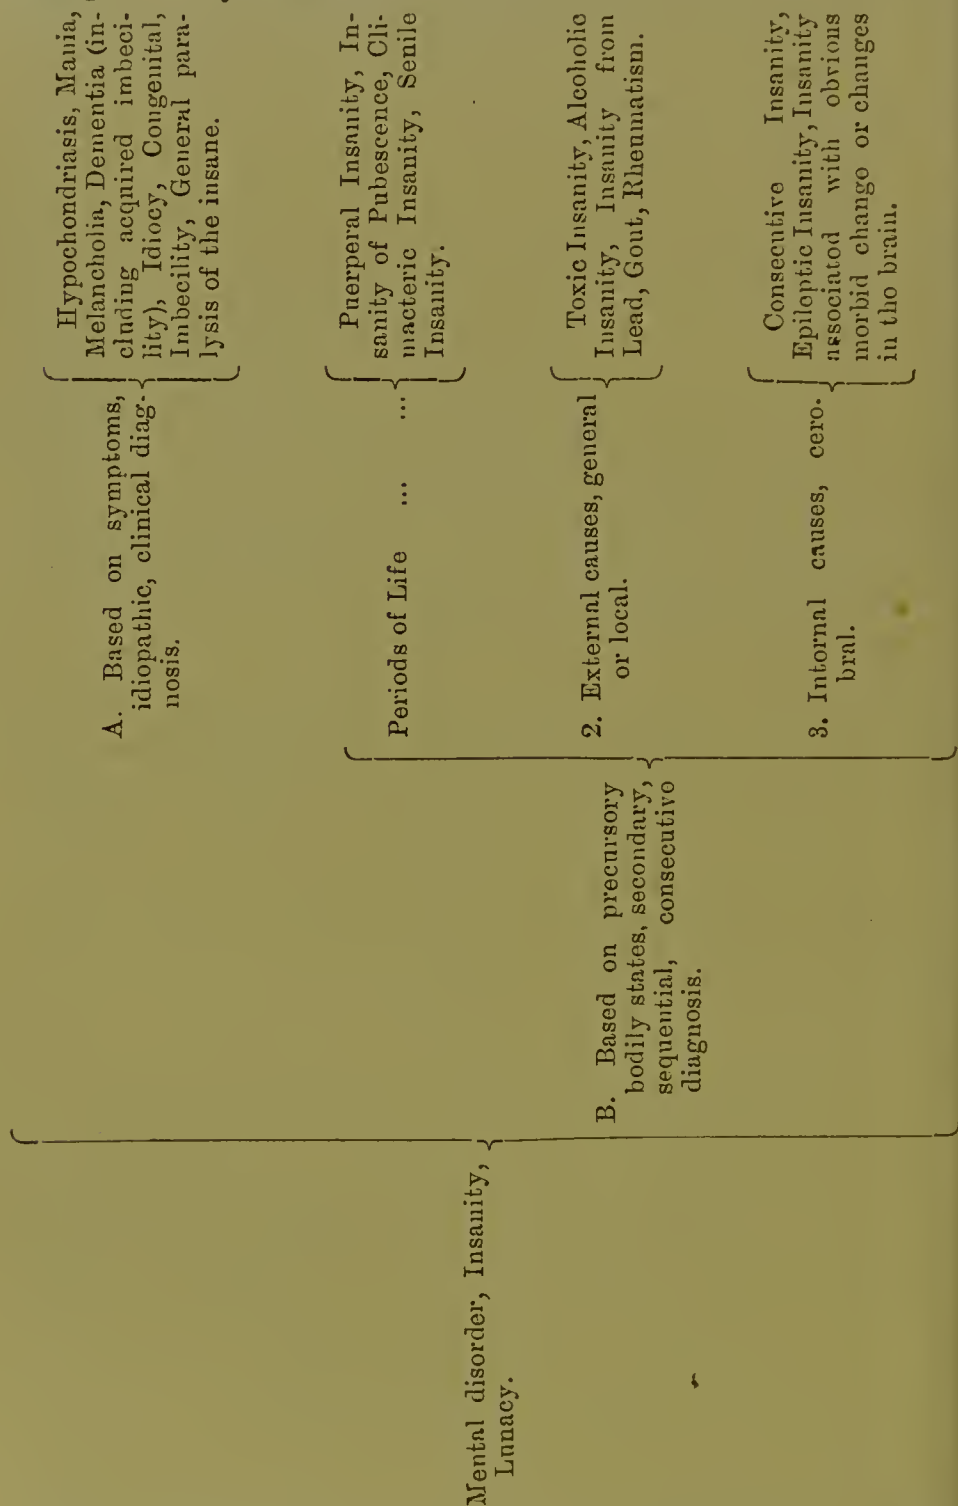 Mental disorder, Insanity,
Lunacy.
A. Based on symptoms,
idiopathic, clinical diag-
nosis.
Hypochondriasis, Mania,
Melancholia, Dementia (in-
cluding acquired imbeci-
lity), Idiocy, Congenital,
Imbecility, General para-
lysis of the insane.
B. Based on precursory
bodily states, secondary,
sequential, consecutive
diagnosis.
Periods of Life ... ...
Puerperal Insanity, In-
sanity of Pubescence, Cli-
macteric Insanity, Senile
Insanity.
2. External causes, general
or local.
Toxic Insanity, Alcoholic
Insanity, Insanity from
Lead, Gout, Rheumatism.
3. Internal causes, cere-
bral.
Consecutive Insanity,
Epileptic Insanity, Insanity
associated with obvious
morbid change or changes
in the brain.